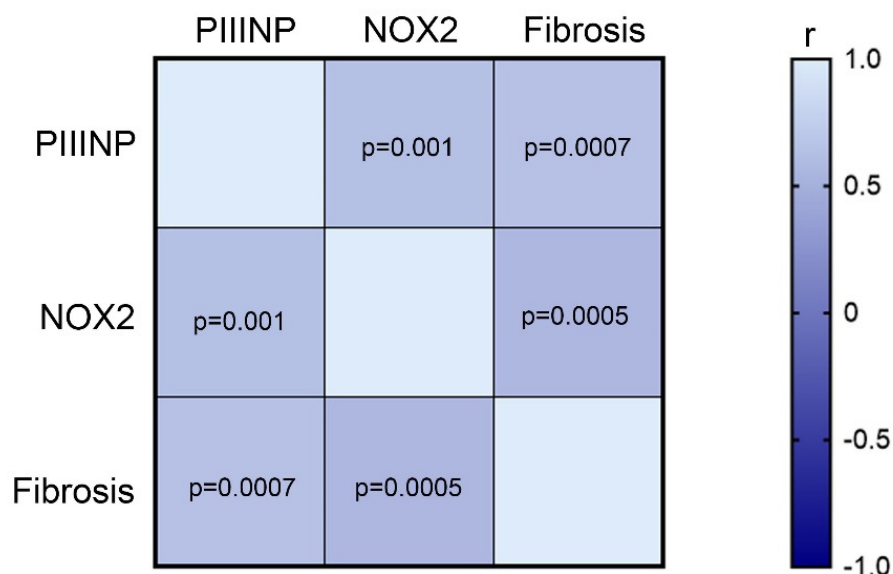 PIIINP NOX2 Fibrosis
r
1.0
PIIINP
p=0.001 p=0.0007
0.5
NOX2
p=0.001 p=0.0005
0
-0.5
Fibrosis
p=0.0007 p=0.0005
-1.0